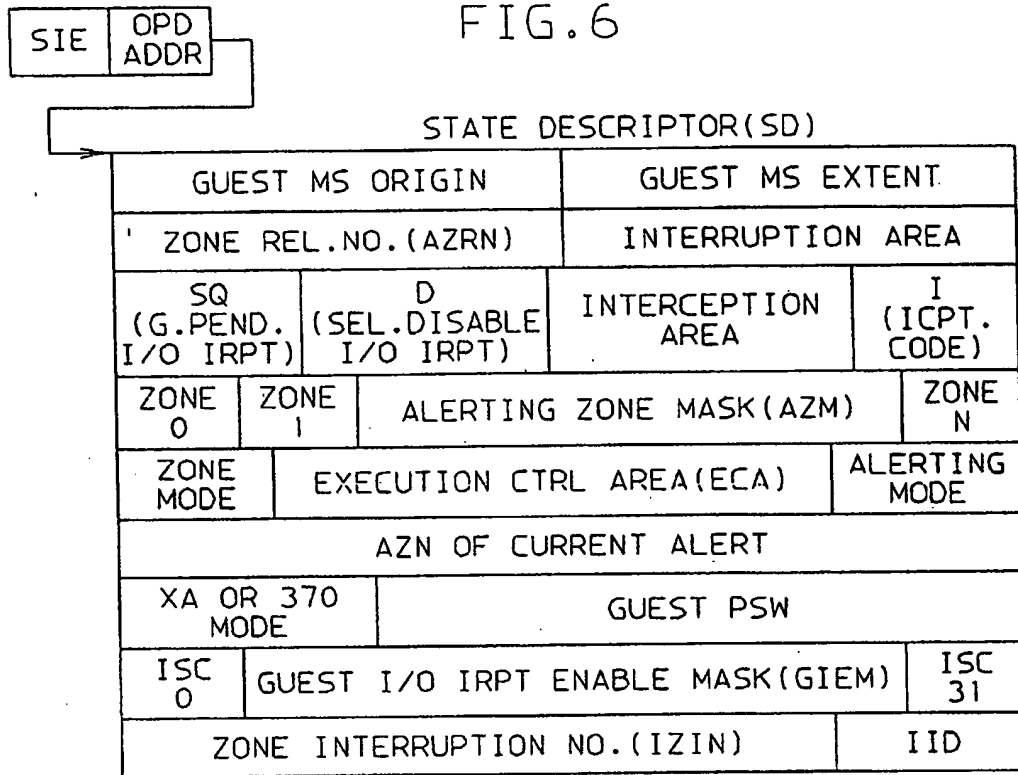 FIG.6
SIE
OPD
ADDR
STATE DESCRIPTOR(SD)
GUEST MS ORIGIN
GUEST MS EXTENT
ZONE REL.NO.(AZRN)
INTERRUPTION AREA
SQ
(G.PEND.
I/O IRPT)
D
(SEL.DISABLE
I/O IRPT)
INTERCEPTION
AREA
I
(ICPT.
CODE)
ZONE
0
ZONE
1
ALERTING ZONE MASK(AZM)
ZONE
N
ZONE
MODE
EXECUTION CTRL AREA(ECA)
ALERTING
MODE
AZN OF CURRENT ALERT
XA OR 370
MODE
GUEST PSW
ISC
0
GUEST I/O IRPT ENABLE MASK(GIEM)
ISC
31
ZONE INTERRUPTION NO.(IZIN)
IID